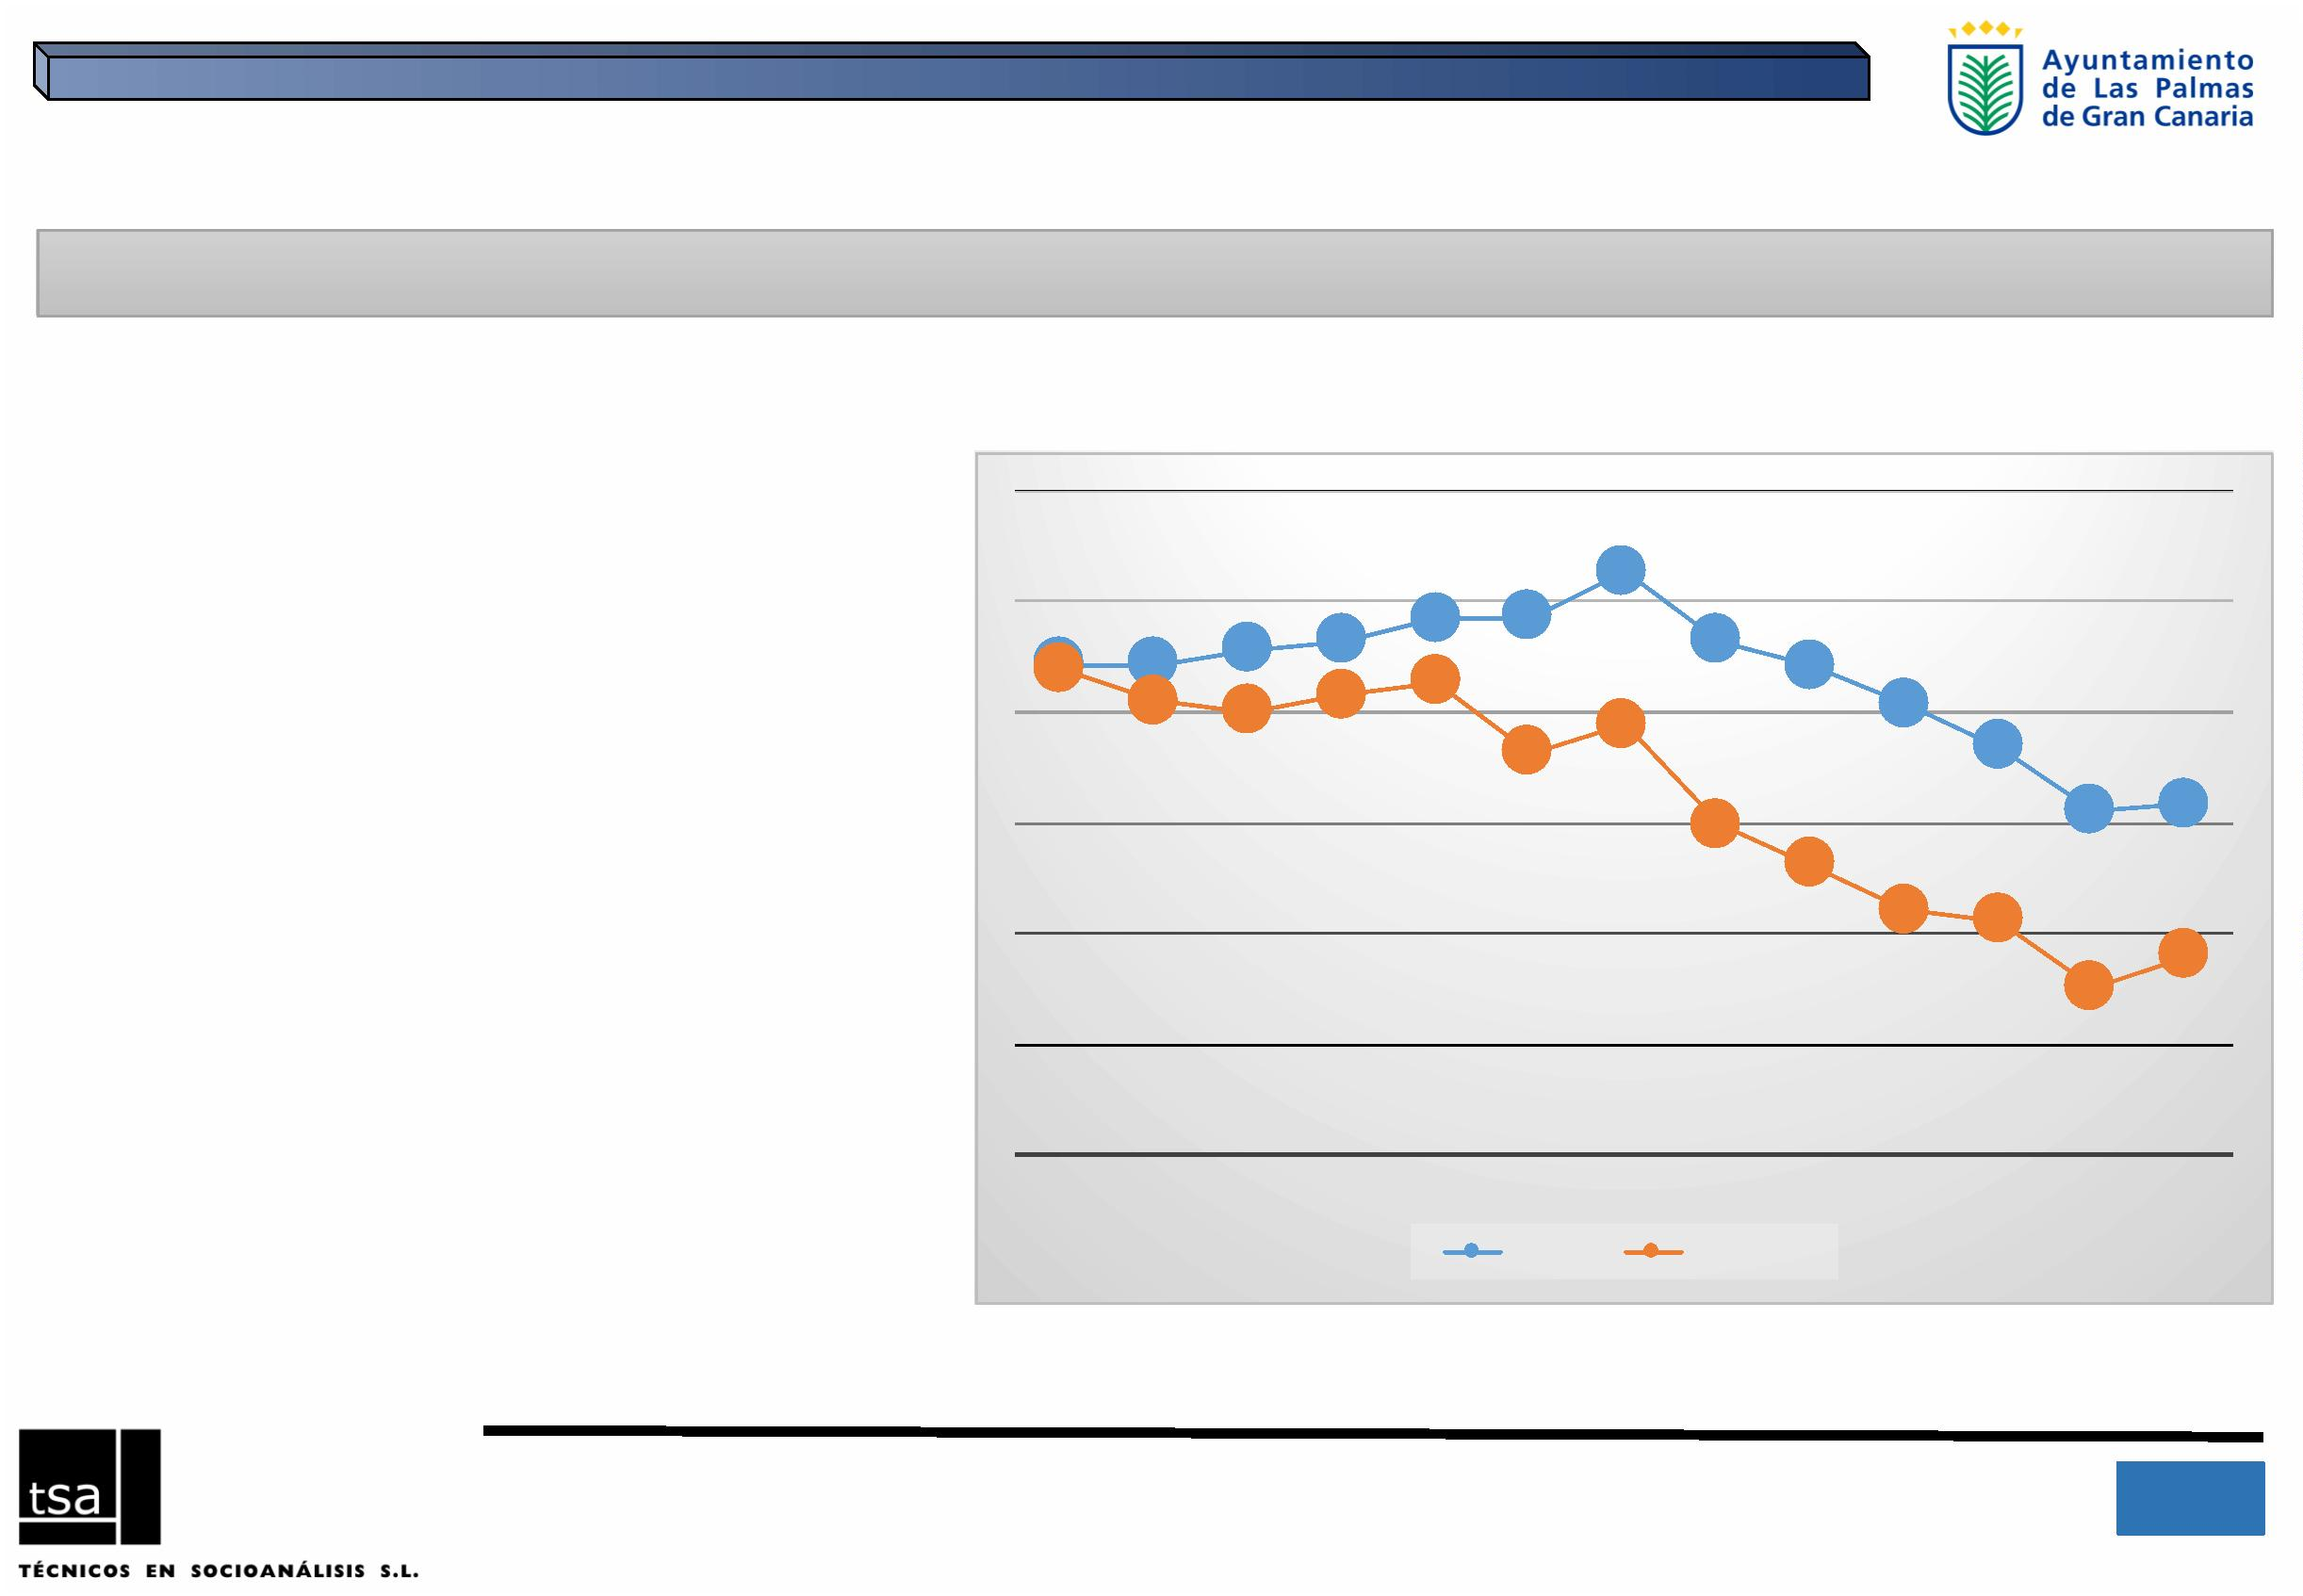 Ayuntamiento
de Las Palmas
de Gran Canaria
tsa
TÉCNICOS EN SOCIOANÁLISIS S.L.